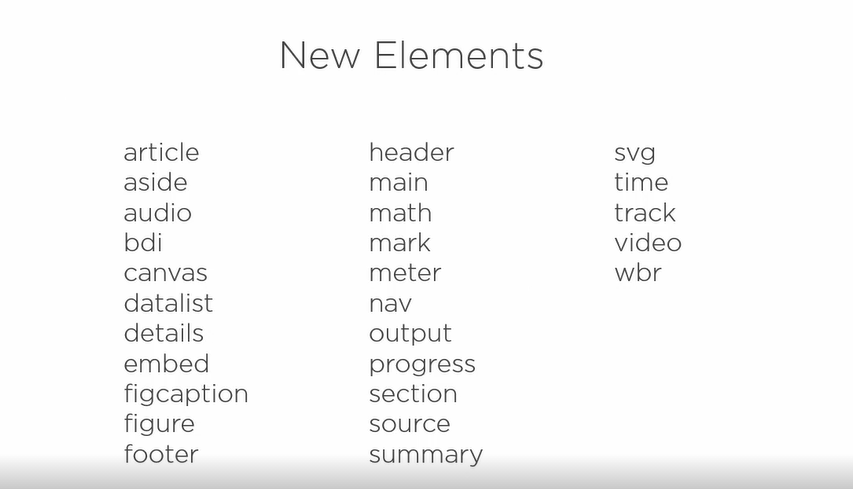 New Elements
article
aside
audio
bdi
canvas
datalist
details
embed
figcaption
figure
footer
header
main
math
mark
meter
nav
output
progress
section
source
summary
svg
time
track
video
wbr